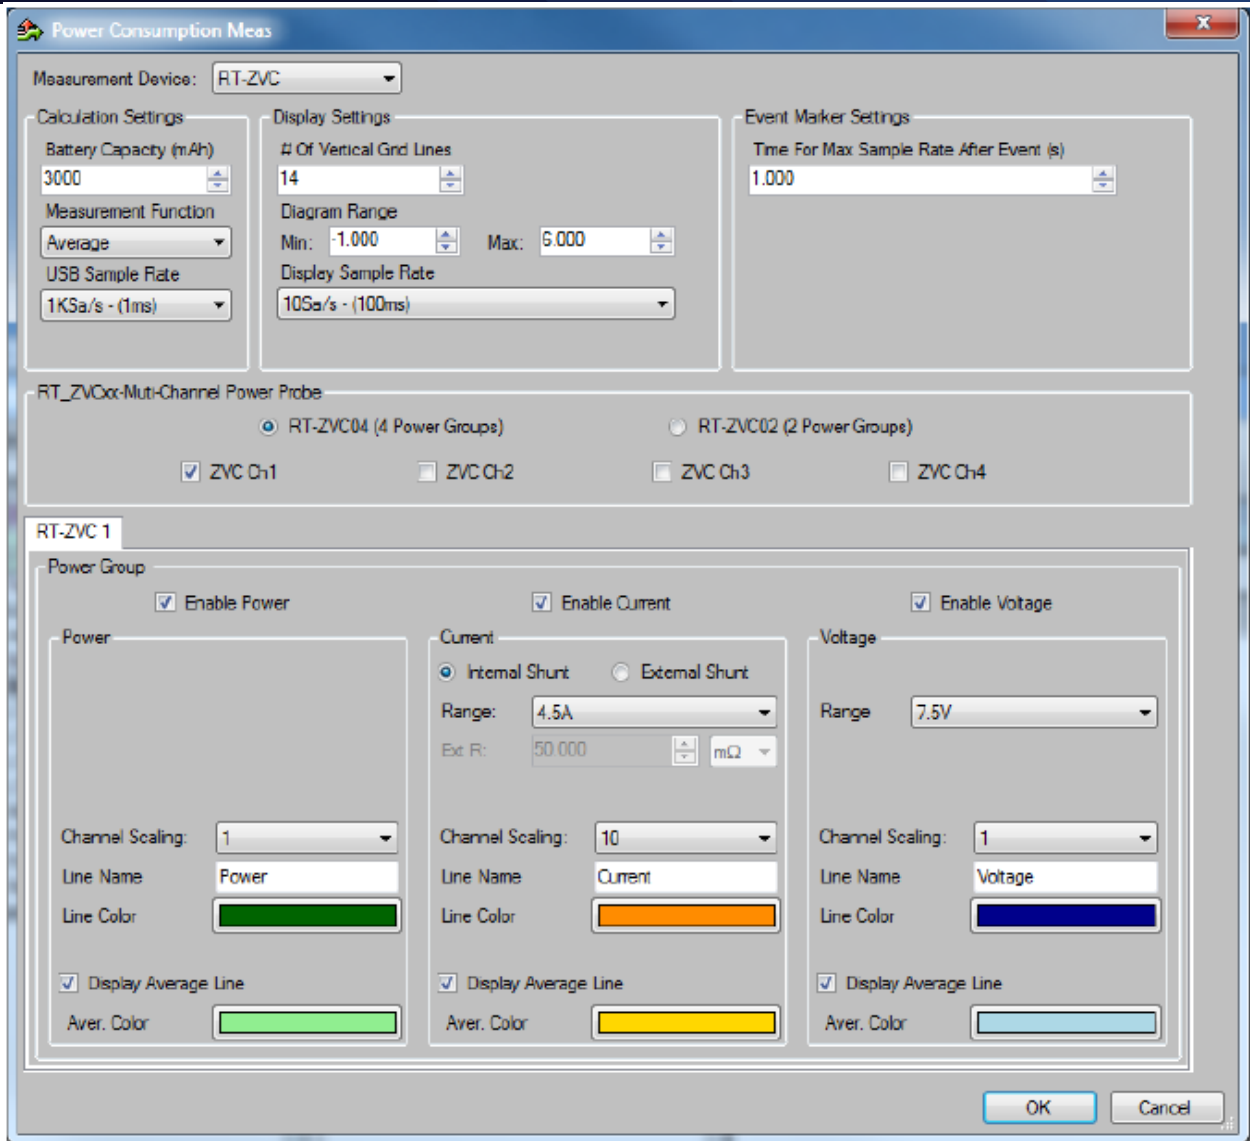 Power Consumption Meas
Measurement Device: RT-ZVC
Calculation Settings
Battery Capacity (mAh)
3000
Measurement Function
Average
USB Sample Rate
1KSa/s - (1ms)
Display Settings
# Of Vertical Grid Lines
14
Diagram Range
Min: -1.000 Max: 6.000
Display Sample Rate
10Sa/s - (100ms)
Event Marker Settings
Time For Max Sample Rate After Event (s)
1.000
RT_ZVCxx-Muti-Channel Power Probe
RT-ZVC04 (4 Power Groups) RT-ZVC02 (2 Power Groups)
ZVC Ch1 ZVC Ch2 ZVC Ch3 ZVC Ch4
RT-ZVC 1
Power Group
Enable Power Enable Current Enable Voltage
Power
Channel Scaling: 1
Line Name Power
Line Color
Display Average Line
Aver. Color
Current
Internal Shunt External Shunt
Range: 4.5A
Ext R: 50.000 mΩ
Channel Scaling: 10
Line Name Current
Line Color
Display Average Line
Aver. Color
Voltage
Range 7.5V
Channel Scaling: 1
Line Name Voltage
Line Color
Display Average Line
Aver. Color
OK Cancel